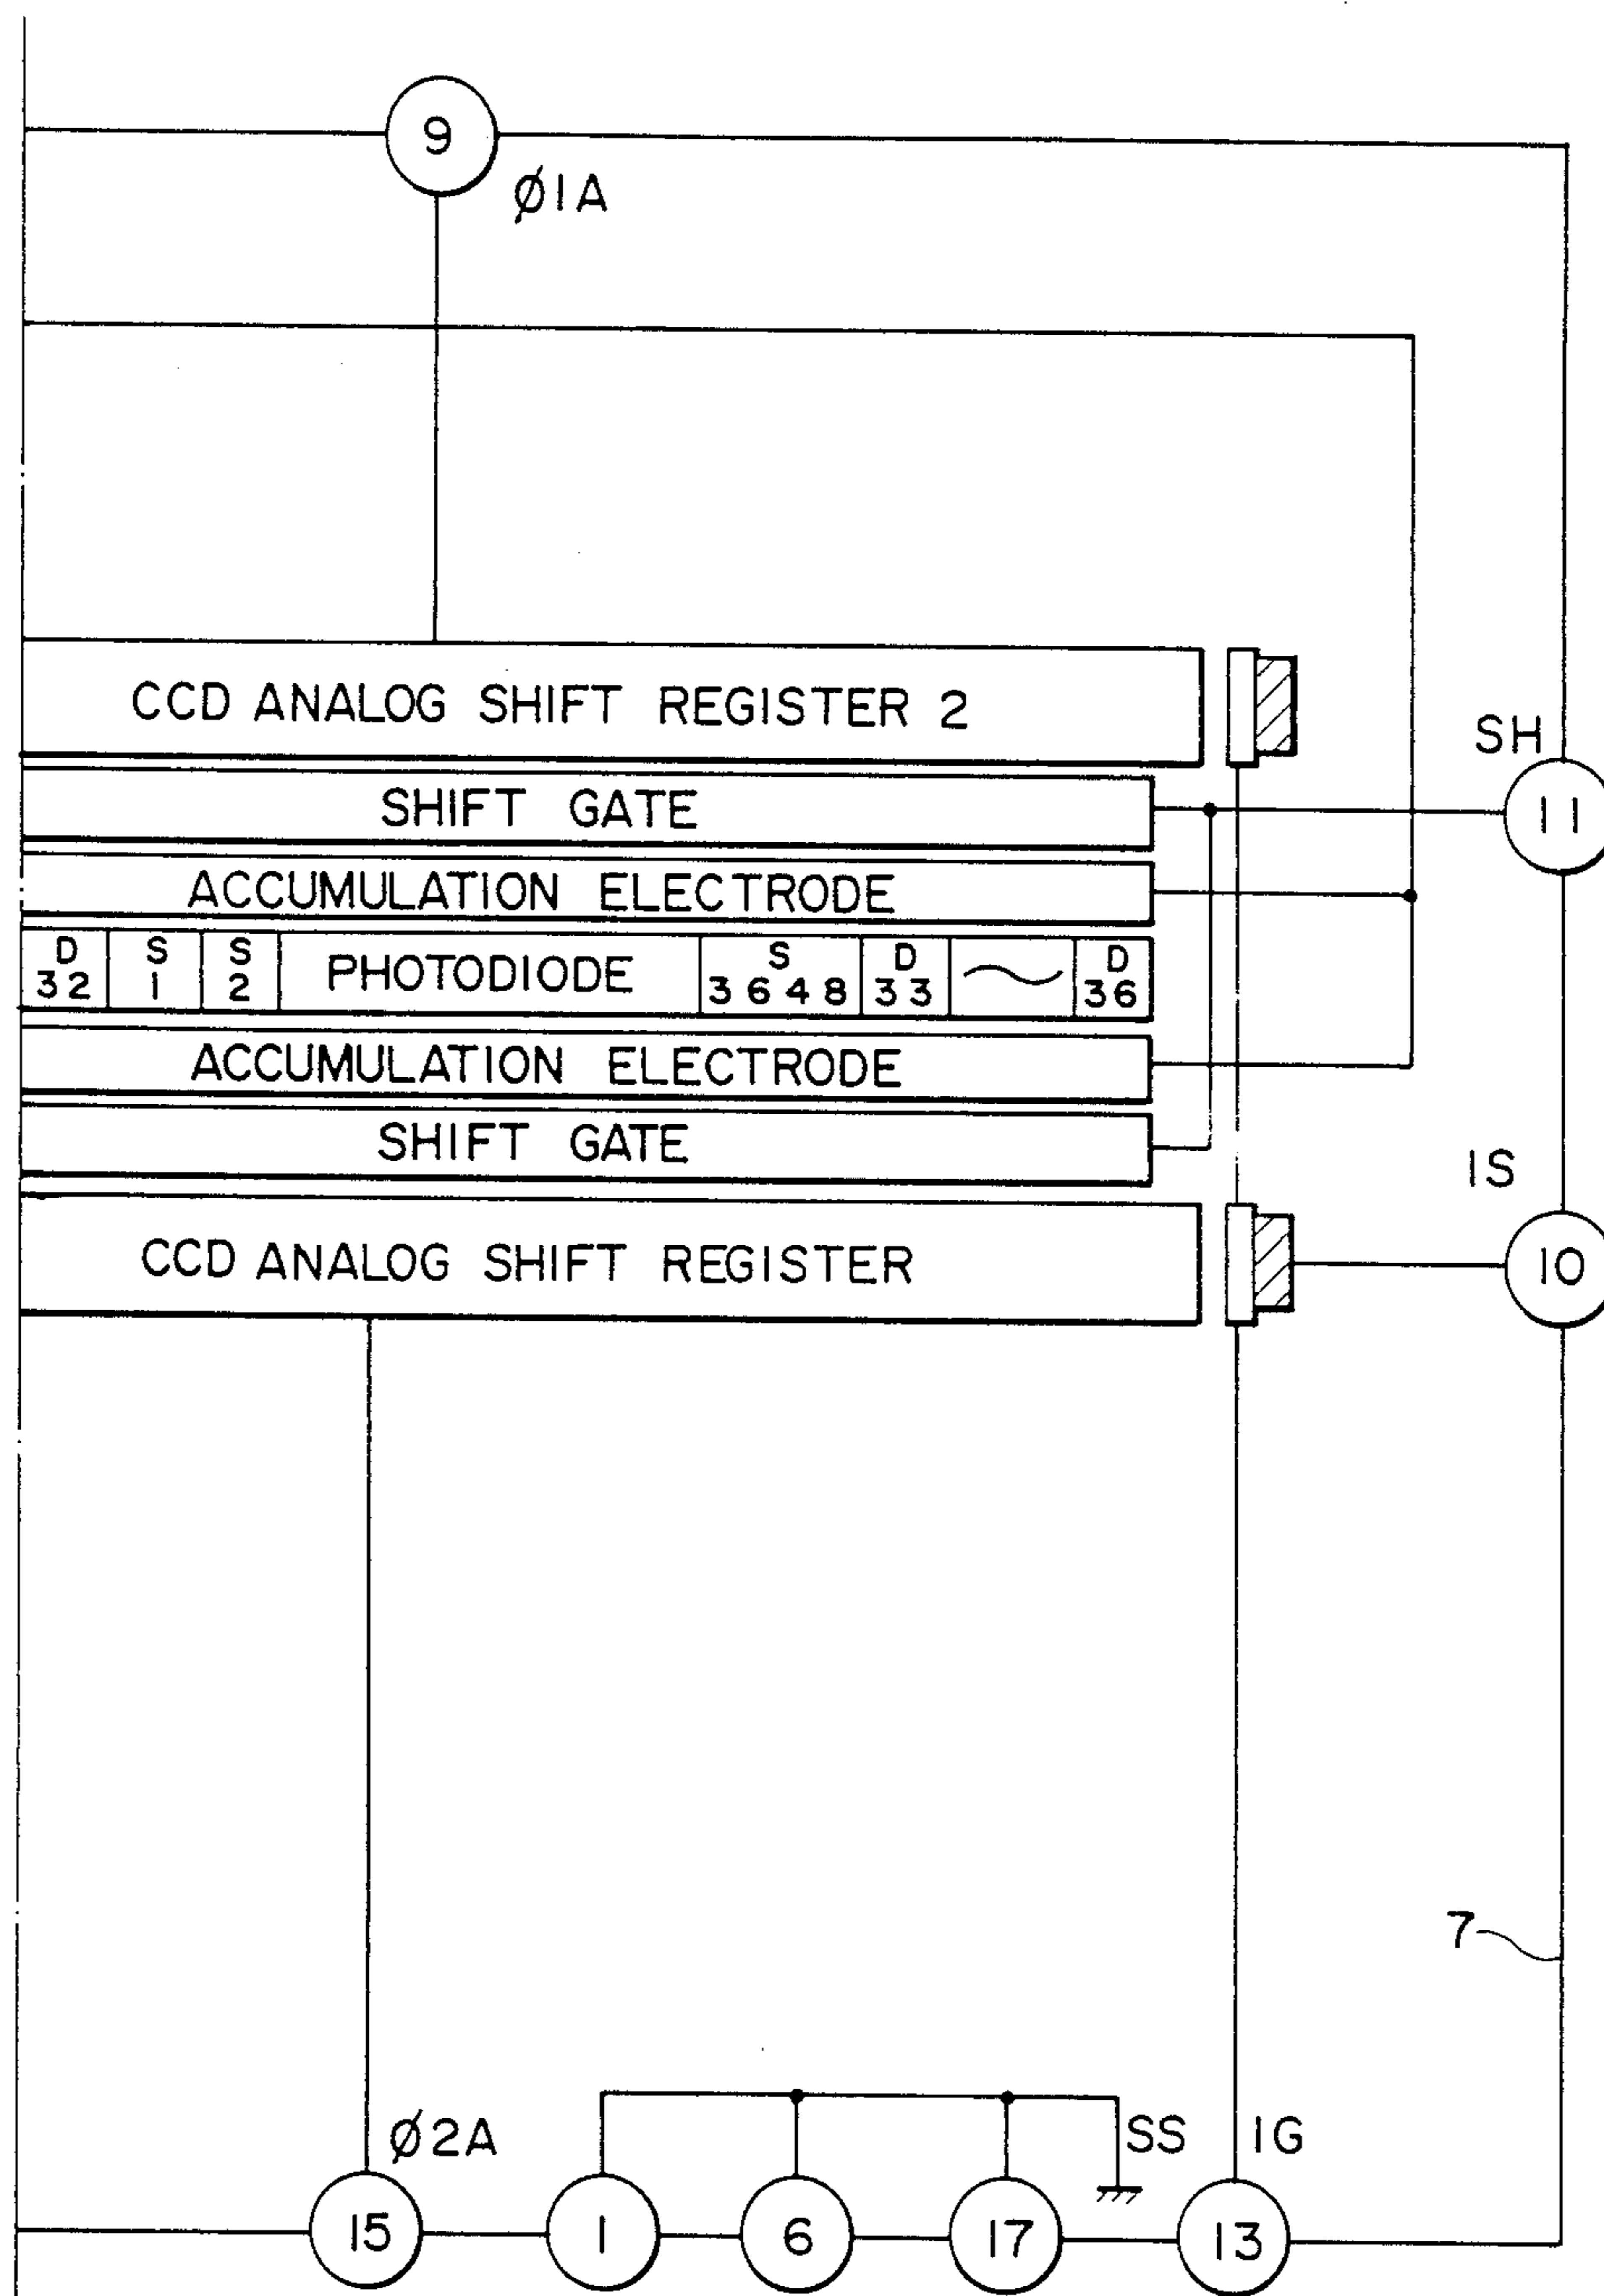 9
Ø1A
CCD ANALOG SHIFT REGISTER 2
SH
SHIFT GATE
11
ACCUMULATION ELECTRODE
D 32
S 1
S 2
PHOTODIODE
S 3648
D 33
D 36
ACCUMULATION ELECTRODE
SHIFT GATE
IS
CCD ANALOG SHIFT REGISTER
10
7
Ø2A
SS
IG
15
1
6
17
13